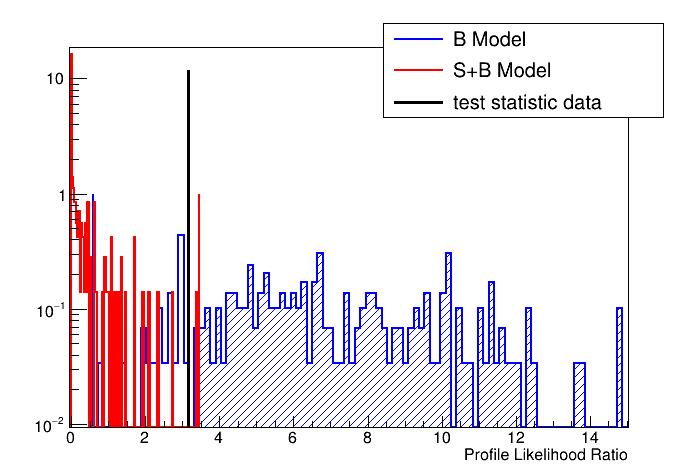 B Model
S+B Model
test statistic data
10
1
10⁻¹
10⁻²
0 2 4 6 8 10 12 14
Profile Likelihood Ratio